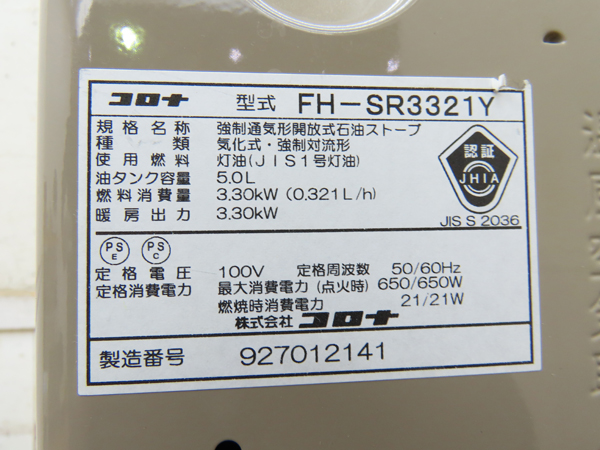 コロナ 型式 FH-SR3321Y
規格名称 強制通気形開放式石油ストーブ
種類 気化式・強制対流形
使用燃料 灯油(JIS1号灯油)
油タンク容量 5.0L
燃料消費量 3.30kW (0.321L/h)
暖房出力 3.30kW
認証
JHIA
JIS S 2036
PS E PS C
定格電圧 100V 定格周波数 50/60Hz
定格消費電力 最大消費電力(点火時) 650/650W
燃焼時消費電力 21/21W
株式会社 コロナ
製造番号 927012141